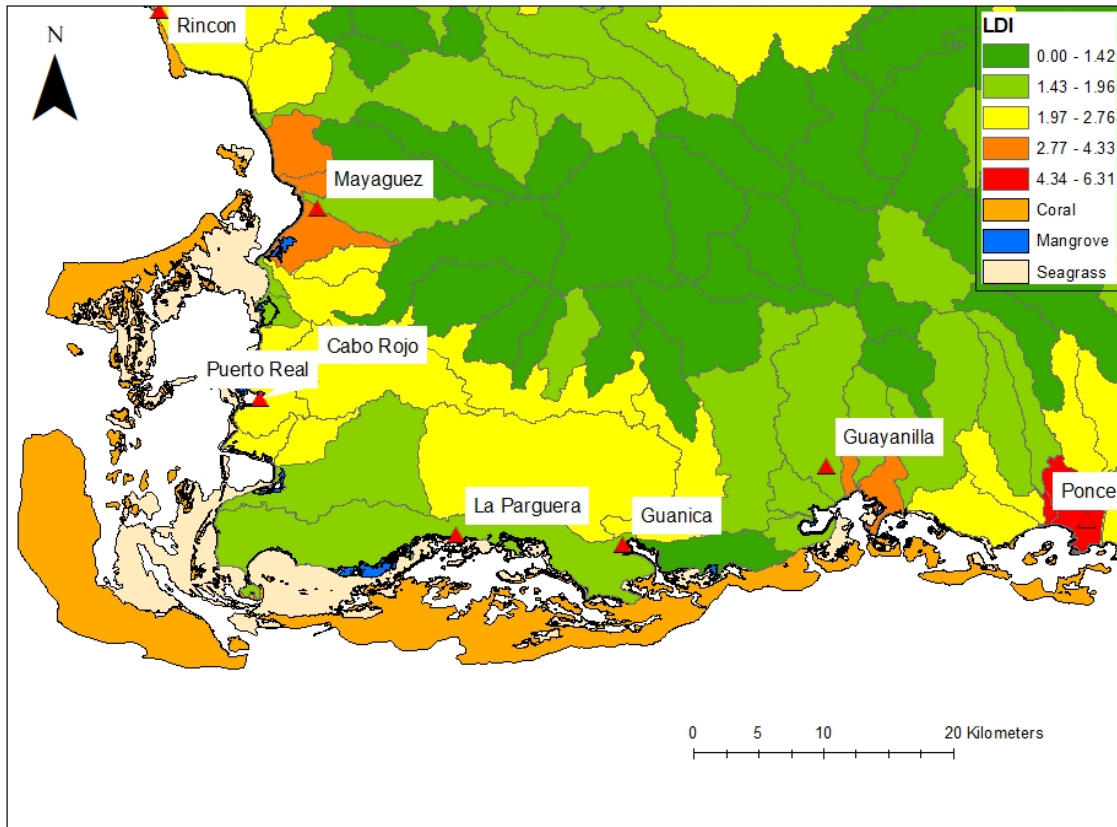 Rincon
N
Mayaguez
Cabo Rojo
Puerto Real
La Parguera
Guanica
Guayanilla
Ponce
LDI
0.00 - 1.42
1.43 - 1.96
1.97 - 2.76
2.77 - 4.33
4.34 - 6.31
Coral
Mangrove
Seagrass
0 5 10 20 Kilometers